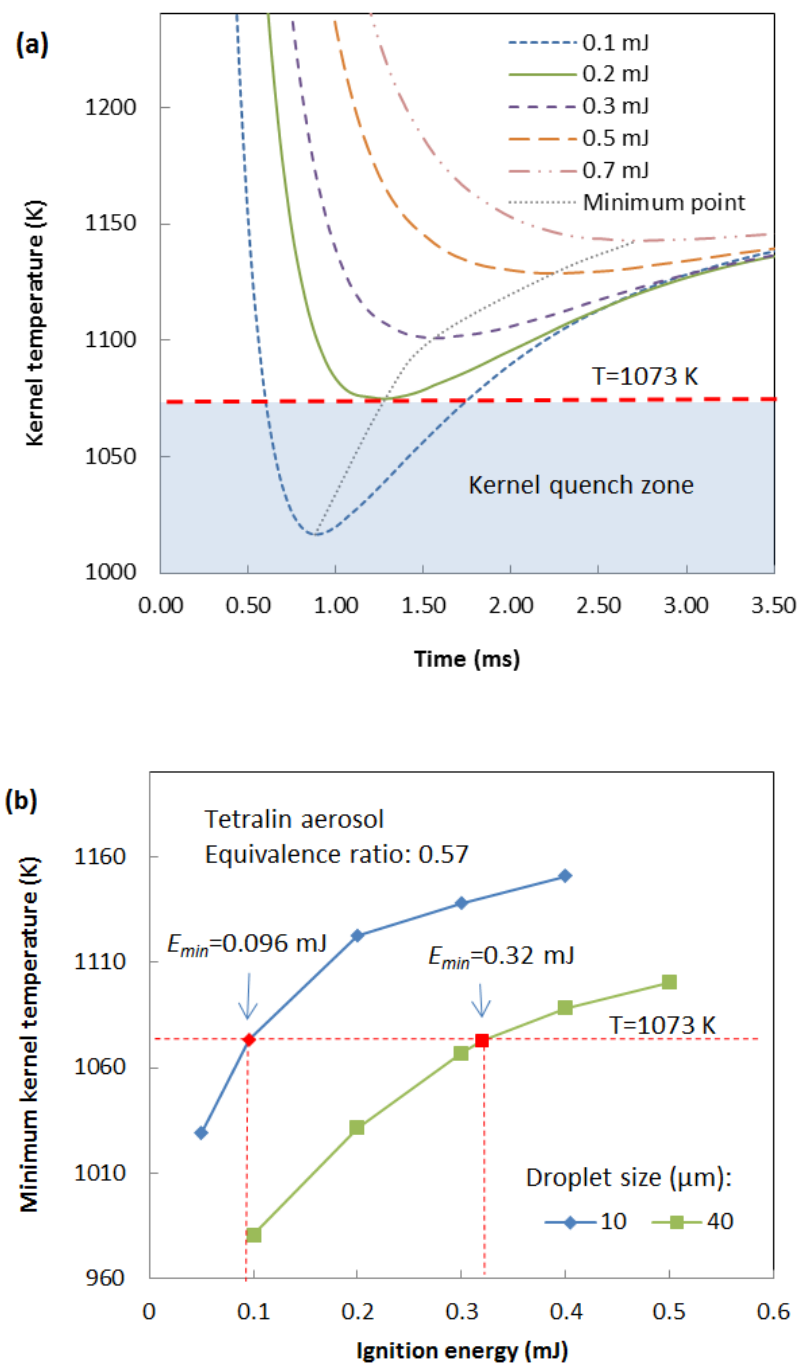 (a)
0.1 mJ
0.2 mJ
0.3 mJ
0.5 mJ
0.7 mJ
Minimum point
1200
1150
1100
1050
1000
Kernel temperature (K)
T=1073 K
Kernel quench zone
0.00 0.50 1.00 1.50 2.00 2.50 3.00 3.50
Time (ms)
(b)
Tetralin aerosol
Equivalence ratio: 0.57
1160
1110
1060
1010
960
Minimum kernel temperature (K)
Emin=0.096 mJ
Emin=0.32 mJ
T=1073 K
Droplet size (µm):
10 40
0 0.1 0.2 0.3 0.4 0.5 0.6
Ignition energy (mJ)